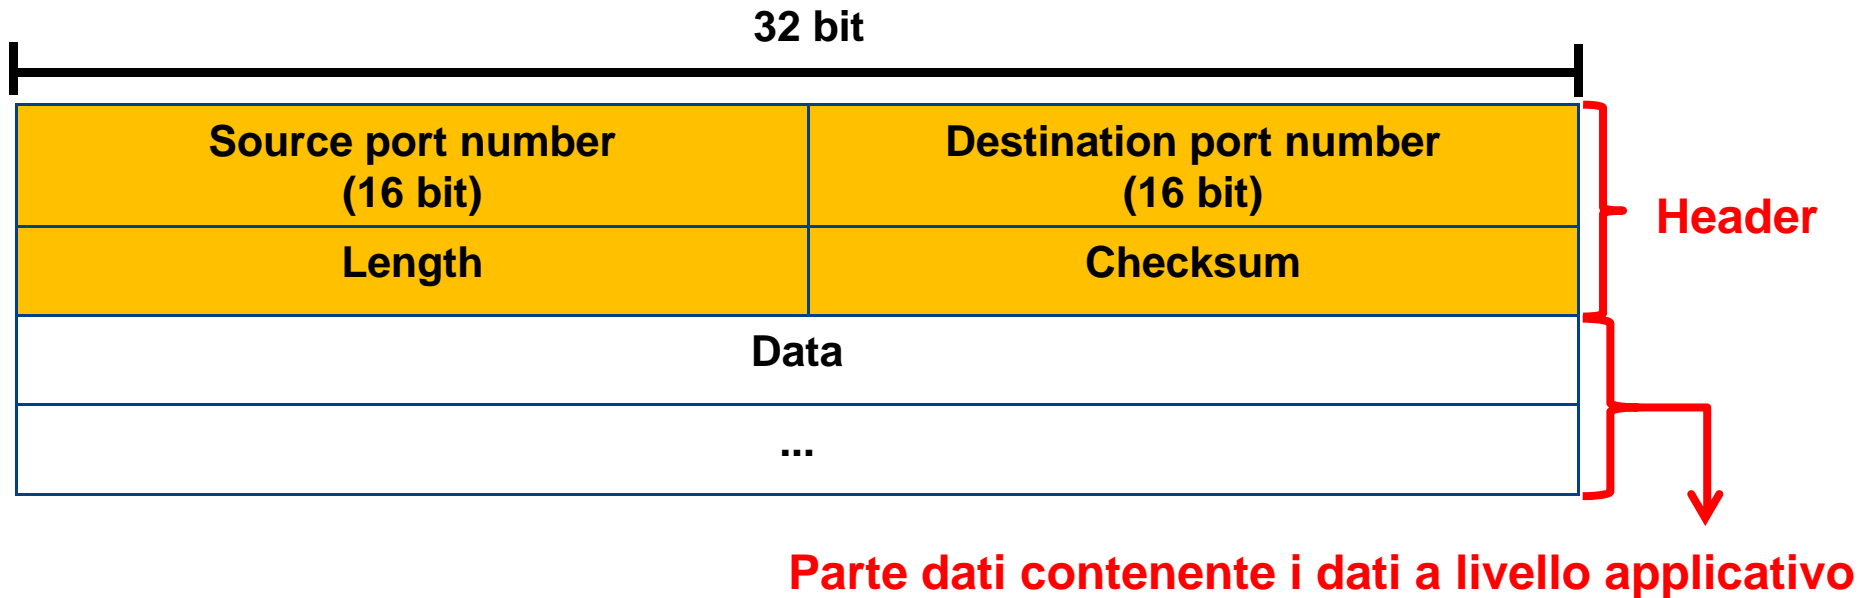 32 bit
Source port number
(16 bit)
Destination port number
(16 bit)
Header
Length
Checksum
Data
...
Parte dati contenente i dati a livello applicativo